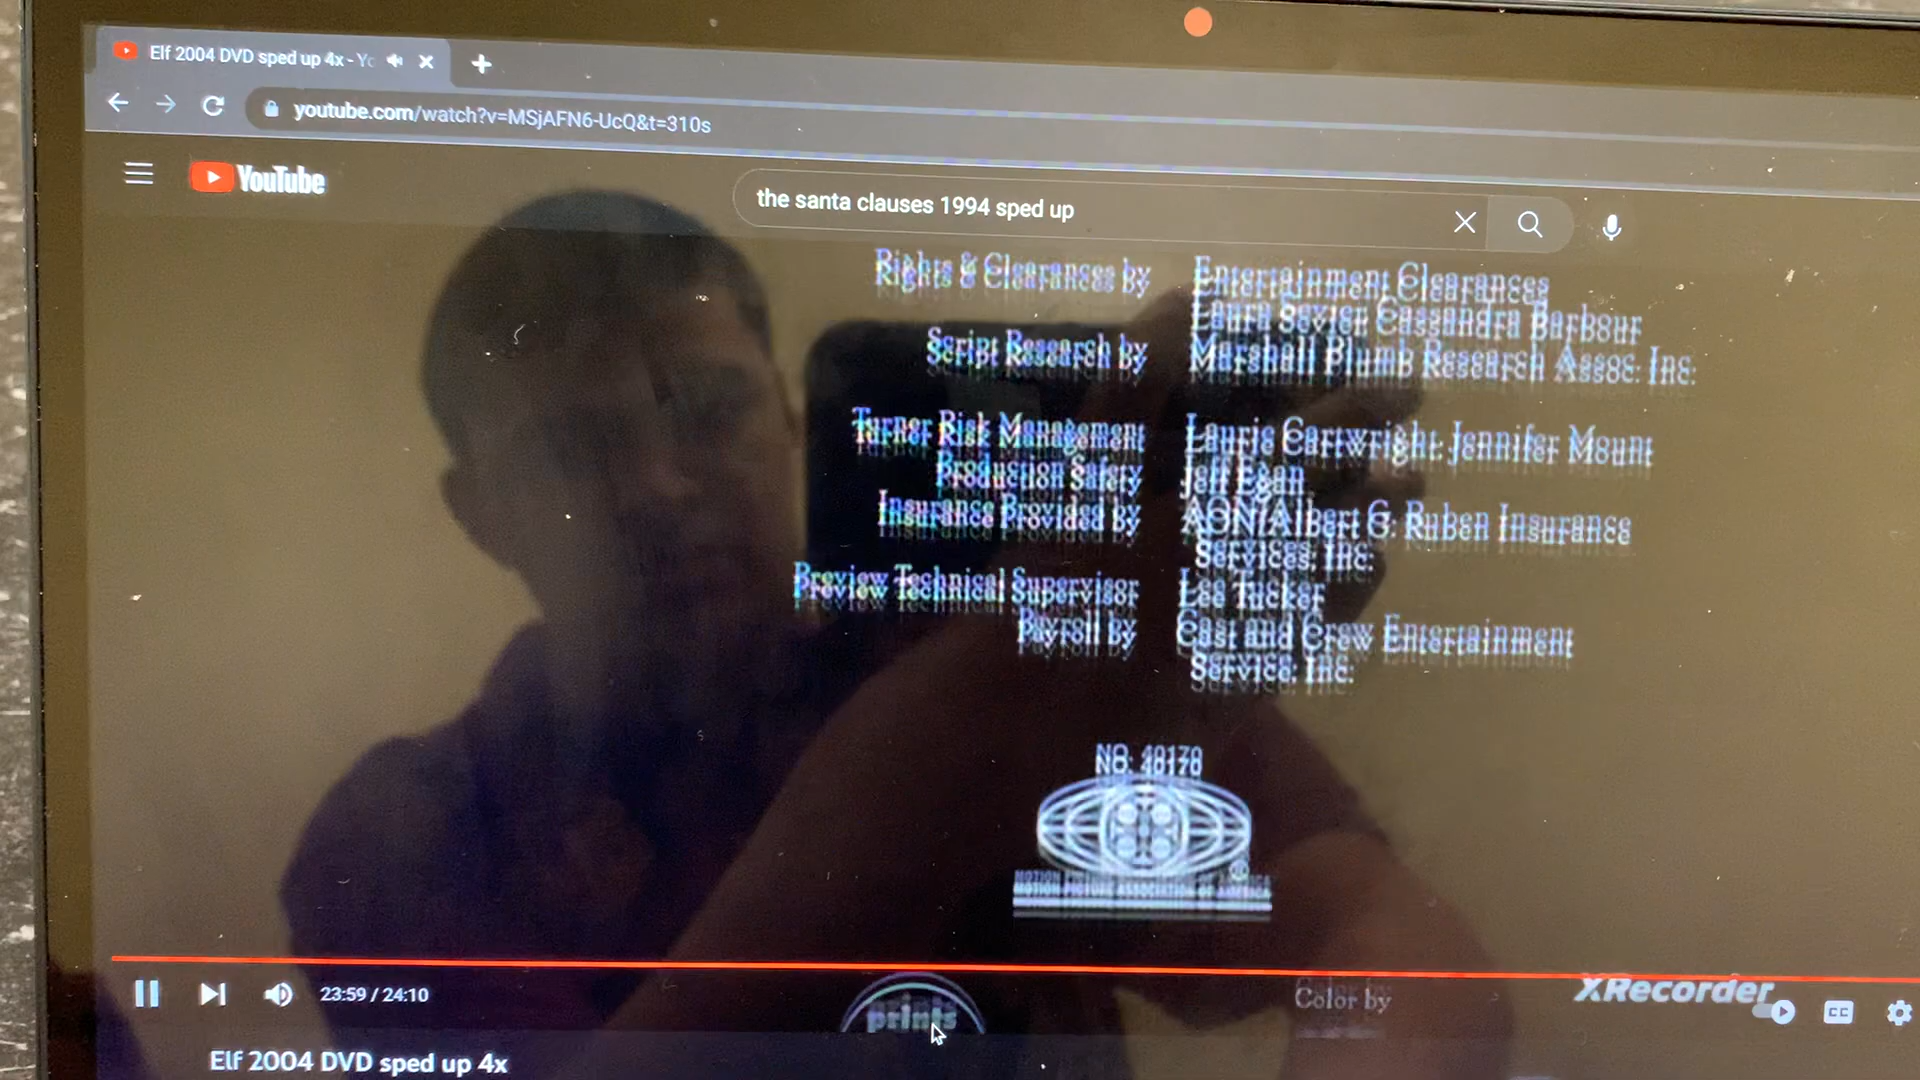 Elf 2004 DVD sped up 4x - Yo
youtube.com/watch?v=MSjAFN6-UcQ&t=310s
YouTube
the santa clauses 1994 sped up
Rights & Clearances by Entertainment Clearances
Laura Sevier Cassandra Barbour
Script Research by Marshall Plumb Research Assoc. Inc.
Turner Risk Management Laurie Cartwright, Jennifer Mount
Production Safety Jeff Egan
Insurance Provided by AON/Albert G. Ruben Insurance
Services, Inc.
Preview Technical Supervisor Lee Tucker
Payroll by Cast and Crew Entertainment
Service, Inc.
NO. 40170
MOTION PICTURE ASSOCIATION OF AMERICA
23:59 / 24:10
prints
Color by
XRecorder
CC
Elf 2004 DVD sped up 4x